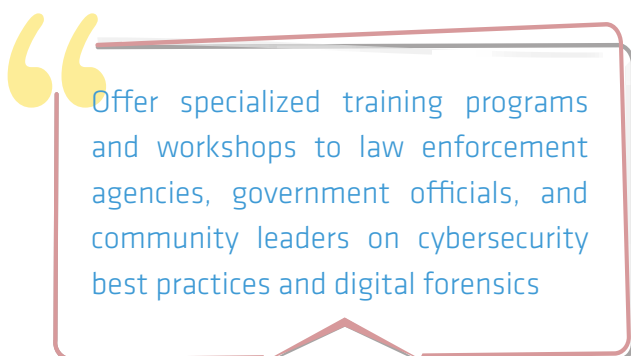 Offer specialized training programs
and workshops to law enforcement
agencies, government officials, and
community leaders on cybersecurity
best practices and digital forensics